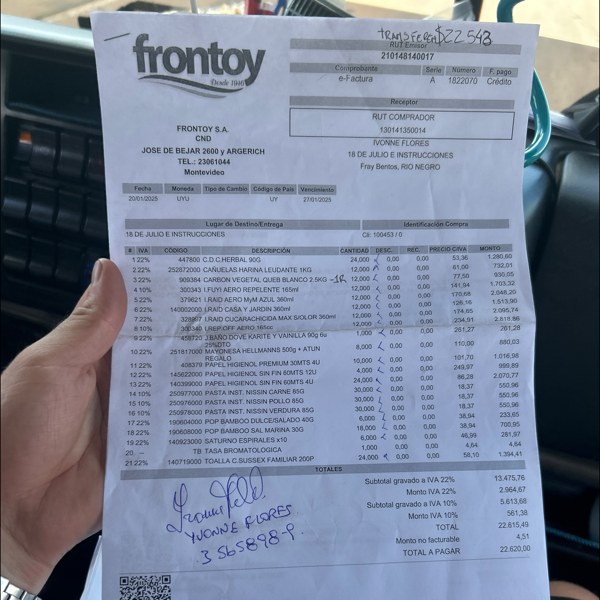 TRANSFERENCIA $22543
frontoy
Desde 1946
RUT Emisor
210148140017
Comprobante Serie Número F. pago
e-Factura A 1822070 Crédito
Receptor
RUT COMPRADOR
130141350014
IVONNE FLORES
18 DE JULIO E INSTRUCCIONES
Fray Bentos, RIO NEGRO
FRONTOY S.A.
CND
JOSE DE BEJAR 2600 y ARGERICH
TEL.: 23061044
Montevideo
Fecha Moneda Tipo de Cambio Código de País Vencimiento
20/01/2025 UYU UY 27/01/2025
Lugar de Destino/Entrega Identificación Compra
18 DE JULIO E INSTRUCCIONES Cli: 100453 / 0
# IVA CÓDIGO DESCRIPCIÓN CANTIDAD DESC. REC. PRECIO C/IVA MONTO
1 22% 447800 C.D.C.HERBAL 90G 24,000 0,00 0,00 53,36 1.280,60
2 22% 252872000 CAÑUELAS HARINA LEUDANTE 1KG 12,000 0,00 0,00 61,00 732,01
3 22% 909384 CARBON VEGETAL QUEB BLANCO 2.5KG -1R 12,000 0,00 0,00 77,50 930,05
4 10% 300343 I.FUYI AERO REPELENTE 165ml 12,000 0,00 0,00 141,94 1.703,32
5 22% 379621 I.RAID AERO MyM AZUL 360ml 12,000 0,00 0,00 170,68 2.048,20
6 22% 140002000 I.RAID CASA Y JARDIN 360ml 12,000 0,00 0,00 126,16 1.513,90
7 22% 328907 I.RAID CUCARACHICIDA MAX SIOLOR 360ml 12,000 0,00 0,00 174,65 2.095,74
8 10% 300340 I.REP.OFF AERO 165cc 12,000 0,00 0,00 234,91 2.818,86
9 22% 458720 J.BAÑO DOVE KARITE Y VAINILLA 90g 6u 25%DTO 1,000 0,00 0,00 261,27 261,28
10 22% 251817000 MAYONESA HELLMANNS 500g + ATUN REGALO 8,000 0,00 0,00 110,00 880,03
11 22% 408379 PAPEL HIGIENOL PREMIUM 30MTS 4U 10,000 0,00 0,00 101,70 1.016,98
12 22% 145622000 PAPEL HIGIENOL SIN FIN 60MTS 12U 4,000 0,00 0,00 249,97 999,89
13 22% 140399000 PAPEL HIGIENOL SIN FIN 60MTS 4U 24,000 0,00 0,00 86,28 2.070,77
14 10% 250977000 PASTA INST. NISSIN CARNE 85G 30,000 0,00 0,00 18,37 550,96
15 10% 250976000 PASTA INST. NISSIN POLLO 85G 30,000 0,00 0,00 18,37 550,96
16 10% 250978000 PASTA INST. NISSIN VERDURA 85G 30,000 0,00 0,00 18,37 550,96
17 22% 190604000 POP BAMBOO DULCE/SALADO 40G 6,000 0,00 0,00 38,94 233,65
18 22% 190608000 POP BAMBOO SAL MARINA 30G 18,000 0,00 0,00 38,94 700,95
19 22% 140923000 SATURNO ESPIRALES x10 6,000 0,00 0,00 46,99 281,97
20 -- TB TASA BROMATOLOGICA 1,000 0,00 0,00 4,64 4,64
21 22% 140719000 TOALLA C.SUSSEX FAMILIAR 200P 24,000 0,00 0,00 58,10 1.394,41
TOTALES
Subtotal gravado a IVA 22% 13.475,76
Monto IVA 22% 2.964,67
Subtotal gravado a IVA 10% 5.613,68
Monto IVA 10% 561,38
TOTAL 22.615,49
Monto no facturable 4,51
TOTAL A PAGAR 22.620,00
YVONNE FLORES
3565898-9